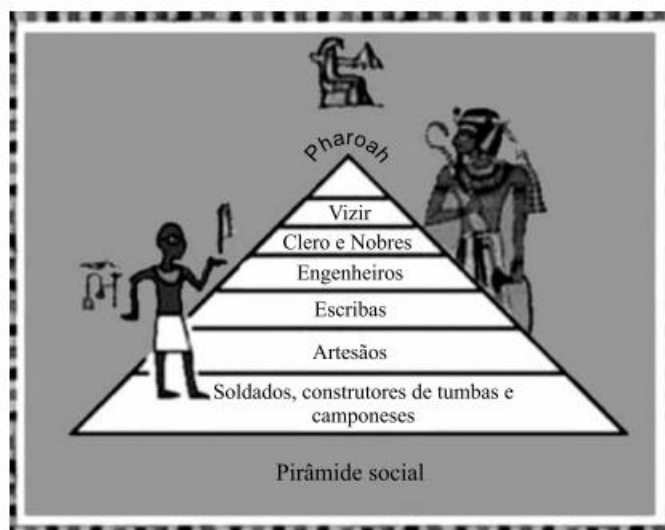 Pharoah
Vizir
Clero e Nobres
Engenheiros
Escribas
Artesãos
Soldados, construtores de tumbas e
camponeses
Pirâmide social